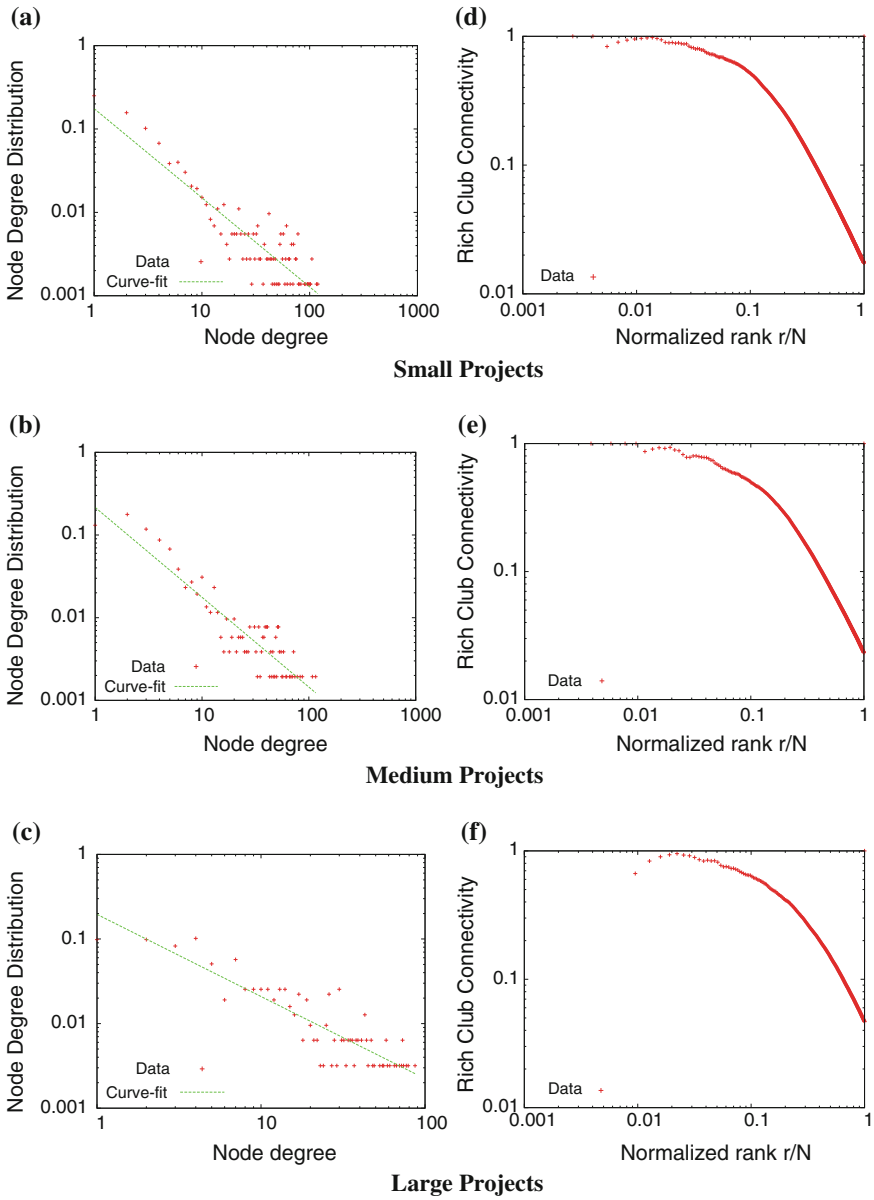 (a)
Node Degree Distribution
1
0.1
0.01
0.001
Data
Curve-fit
1
10
100
1000
Node degree
(d)
Rich Club Connectivity
1
0.1
0.01
Data
0.001
0.01
0.1
1
Normalized rank r/N
Small Projects
(b)
Node Degree Distribution
1
0.1
0.01
0.001
Data
Curve-fit
1
10
100
1000
Node degree
(e)
Rich Club Connectivity
1
0.1
0.01
Data
0.001
0.01
0.1
1
Normalized rank r/N
Medium Projects
(c)
Node Degree Distribution
1
0.1
0.01
0.001
Data
Curve-fit
1
10
100
Node degree
(f)
Rich Club Connectivity
1
0.1
0.01
Data
0.001
0.01
0.1
1
Normalized rank r/N
Large Projects